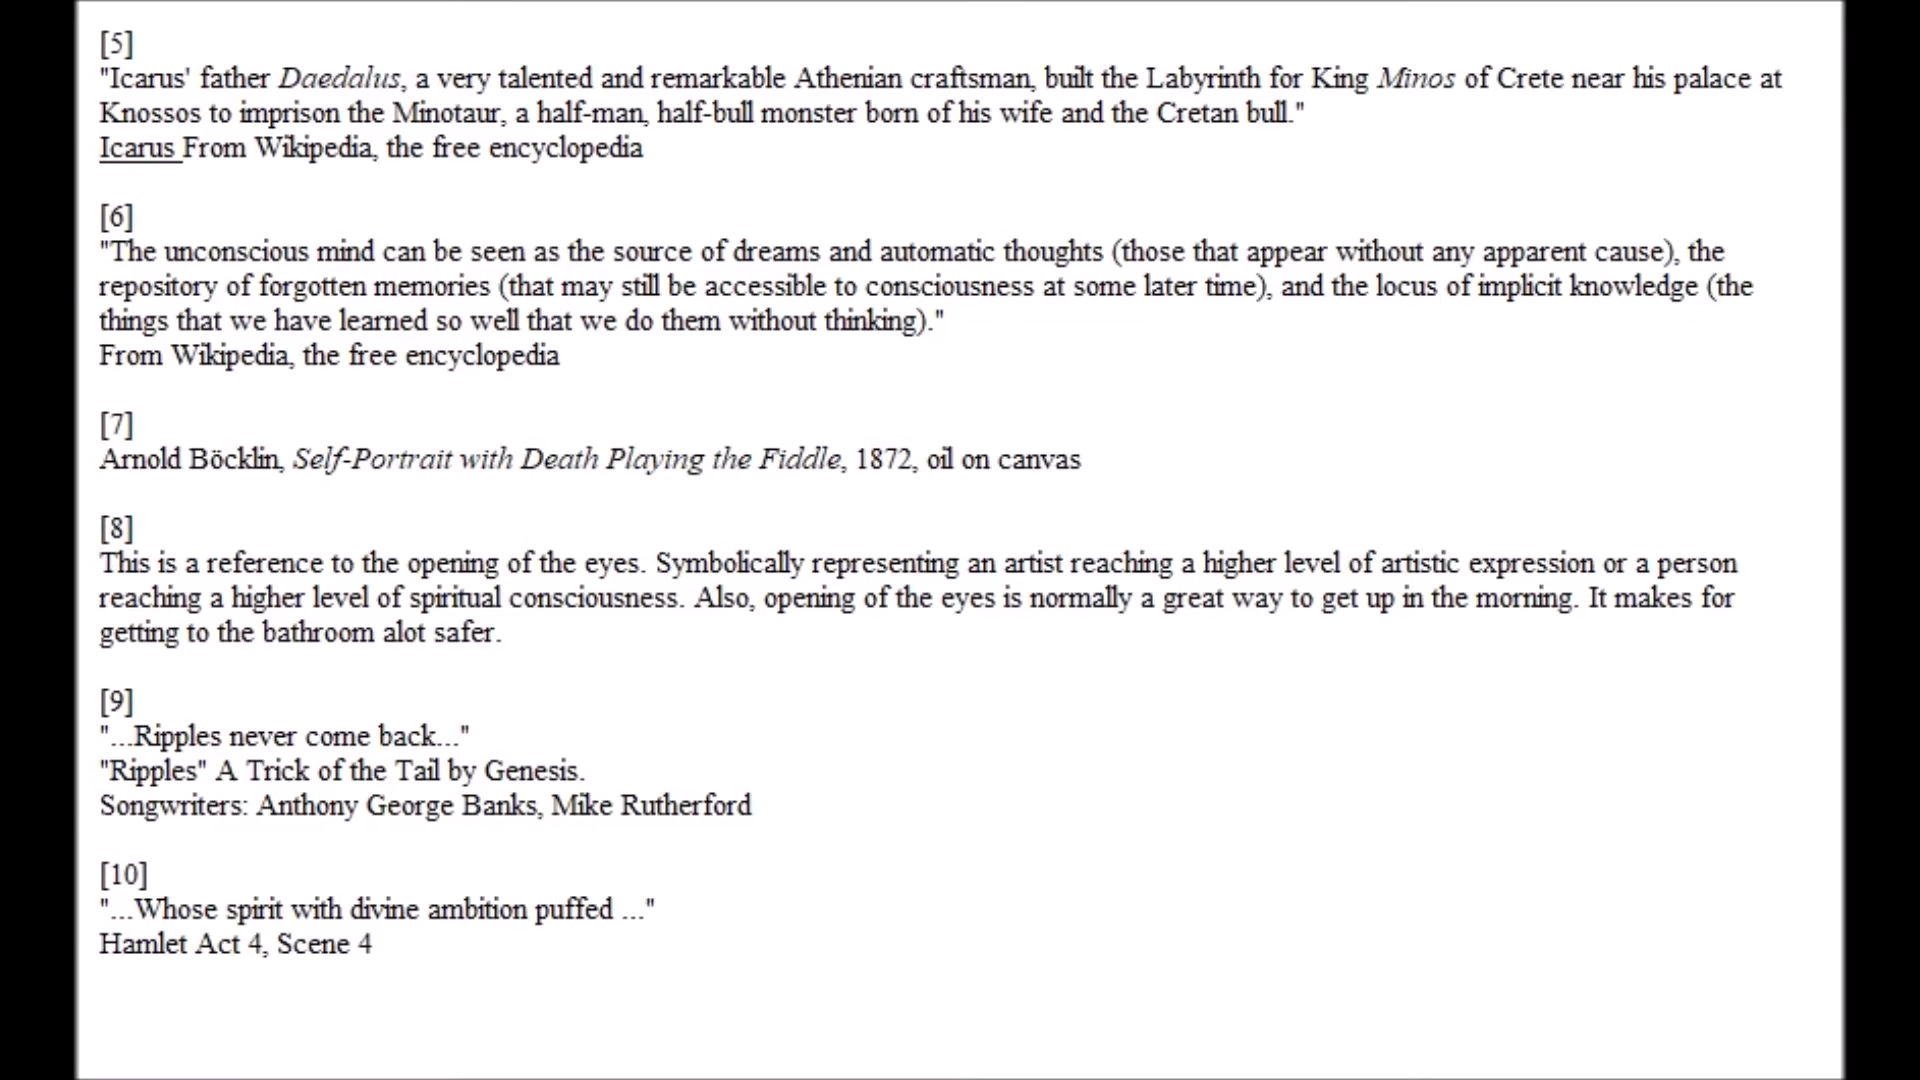 [5]
"Icarus' father Daedalus, a very talented and remarkable Athenian craftsman, built the Labyrinth for King Minos of Crete near his palace at
Knossos to imprison the Minotaur, a half-man, half-bull monster born of his wife and the Cretan bull."
Icarus From Wikipedia, the free encyclopedia
[6]
"The unconscious mind can be seen as the source of dreams and automatic thoughts (those that appear without any apparent cause), the
repository of forgotten memories (that may still be accessible to consciousness at some later time), and the locus of implicit knowledge (the
things that we have learned so well that we do them without thinking)."
From Wikipedia, the free encyclopedia
[7]
Arnold Böcklin, Self-Portrait with Death Playing the Fiddle, 1872, oil on canvas
[8]
This is a reference to the opening of the eyes. Symbolically representing an artist reaching a higher level of artistic expression or a person
reaching a higher level of spiritual consciousness. Also, opening of the eyes is normally a great way to get up in the morning. It makes for
getting to the bathroom alot safer.
[9]
"...Ripples never come back..."
"Ripples" A Trick of the Tail by Genesis.
Songwriters: Anthony George Banks, Mike Rutherford
[10]
"...Whose spirit with divine ambition puffed ..."
Hamlet Act 4, Scene 4